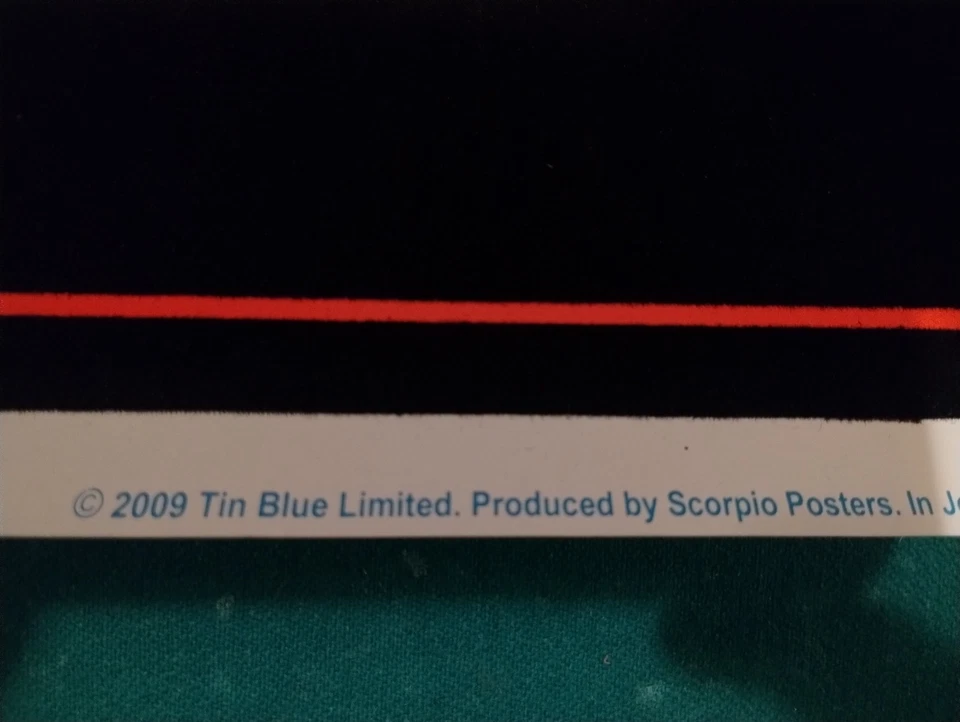 © 2009 Tin Blue Limited. Produced by Scorpio Posters. In